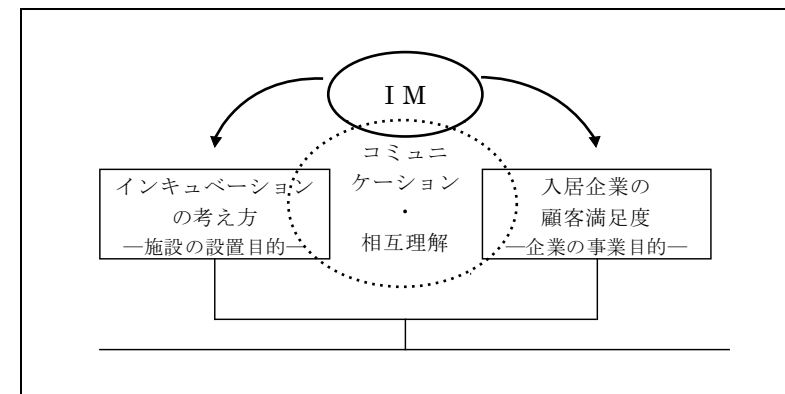 ＩＭ
コミュニ
ケーション
・
相互理解
インキュベーション
の考え方
―施設の設置目的―
入居企業の
顧客満足度
―企業の事業目的―